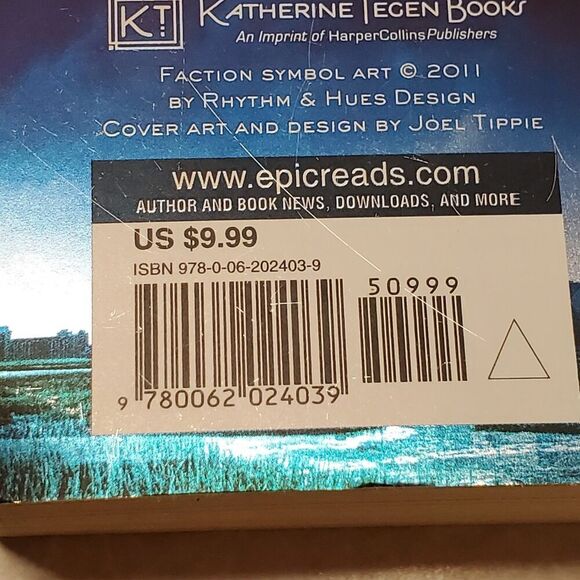 KT
KATHERINE TEGEN BOOKS
An Imprint of HarperCollinsPublishers
FACTION SYMBOL ART © 2011
BY RHYTHM & HUES DESIGN
COVER ART AND DESIGN BY JOEL TIPPIE
www.epicreads.com
AUTHOR AND BOOK NEWS, DOWNLOADS, AND MORE
US $9.99
ISBN 978-0-06-202403-9
50999
9 780062 024039